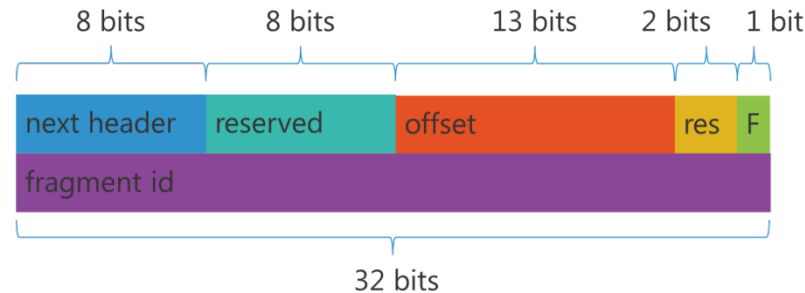 8 bits 8 bits 13 bits 2 bits 1 bit
next header reserved offset res F
fragment id
32 bits